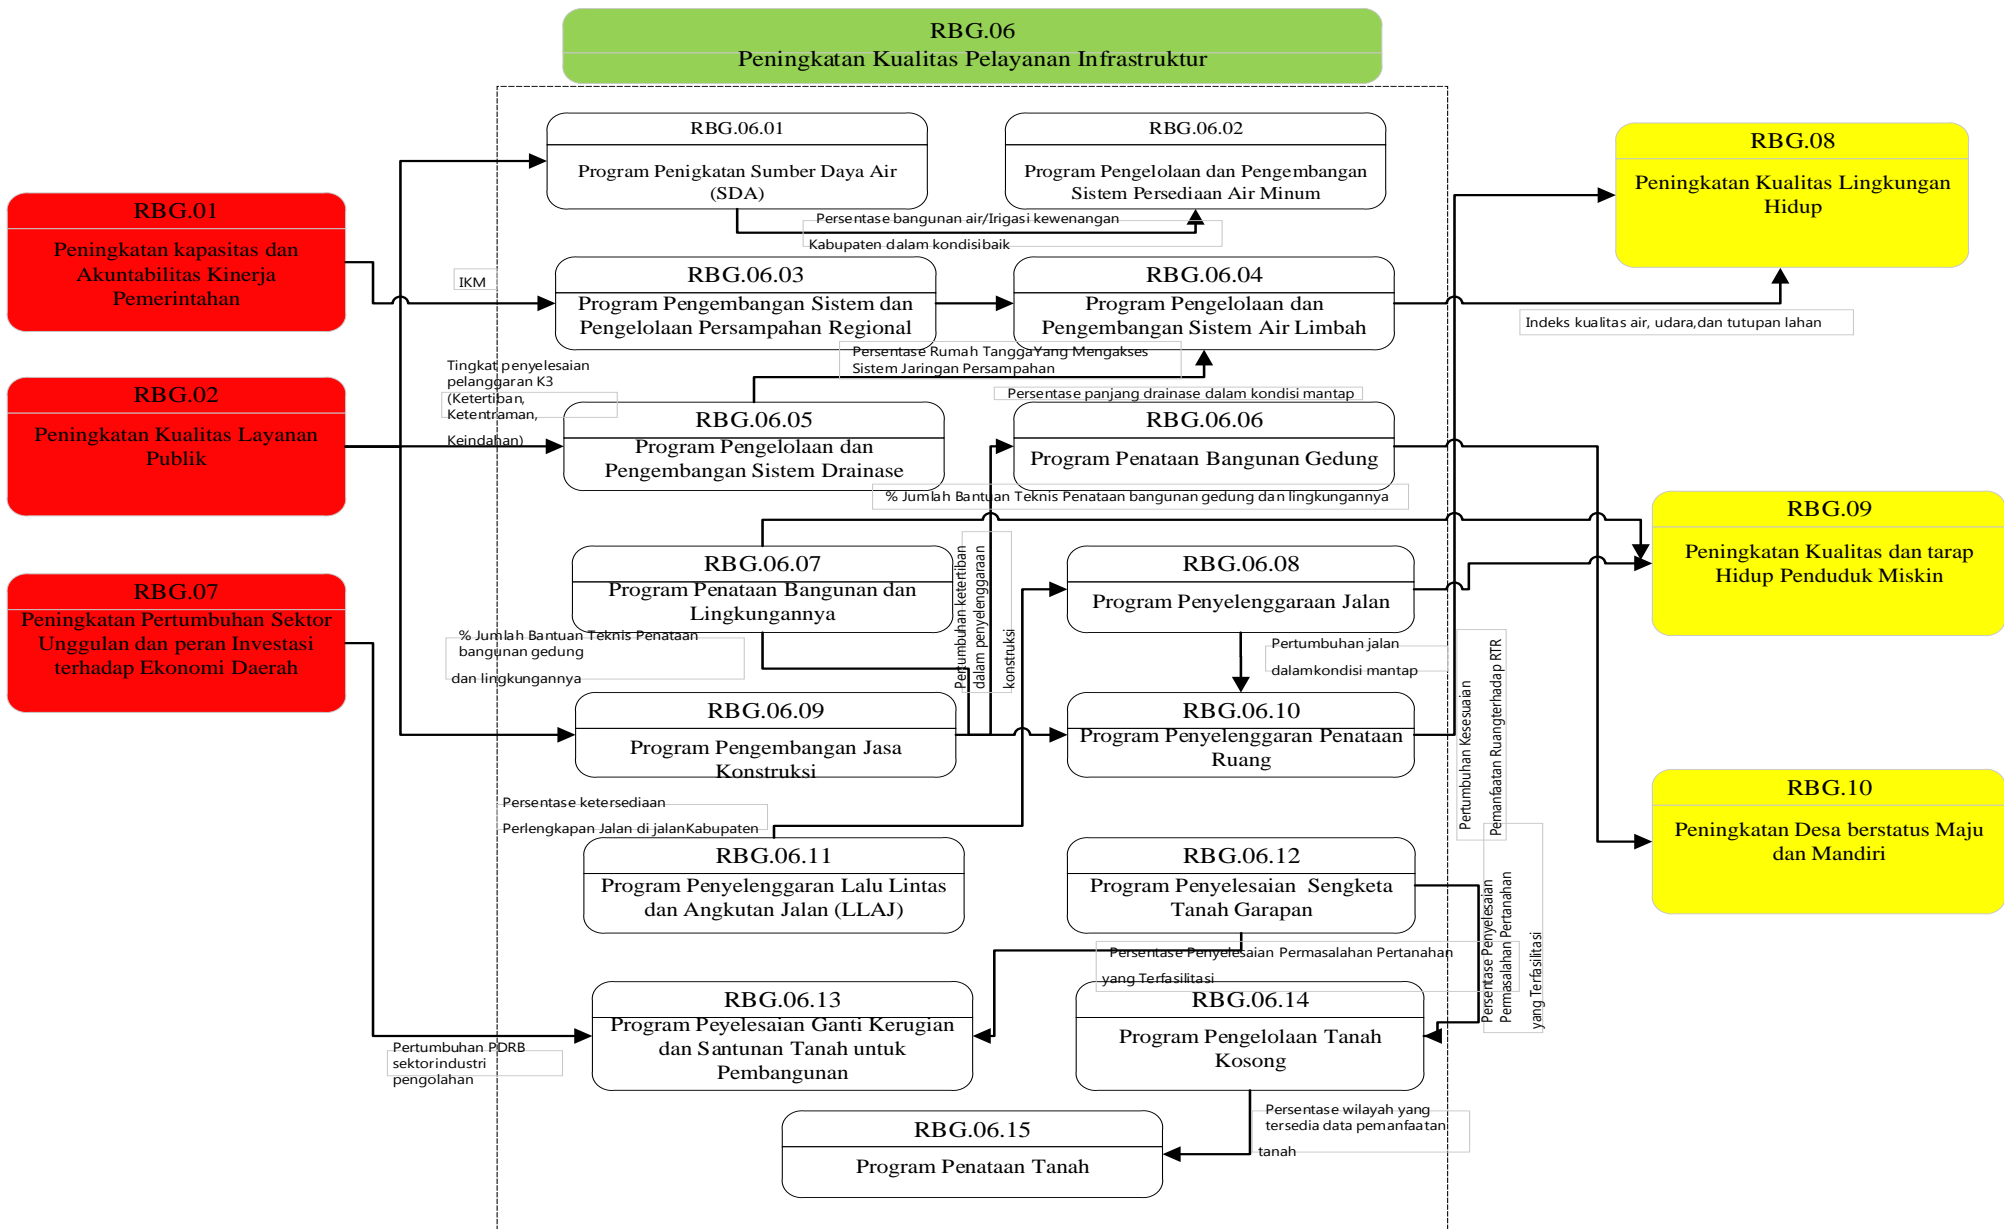 RBG.06
Peningkatan Kualitas Pelayanan Infrastruktur
RBG.01
Peningkatan kapasitas dan
Akuntabilitas Kinerja
Pemerintahan
RBG.02
Peningkatan Kualitas Layanan
Publik
RBG.07
Peningkatan Pertumbuhan Sektor
Unggulan dan peran Investasi
terhadap Ekonomi Daerah
RBG.06.01
Program Penigkatan Sumber Daya Air
(SDA)
RBG.06.02
Program Pengelolaan dan Pengembangan
Sistem Persediaan Air Minum
Persentase bangunan air/Irigasi kewenangan
Kabupaten dalam kondisibaik
IKM
RBG.06.03
Program Pengembangan Sistem dan
Pengelolaan Persampahan Regional
RBG.06.04
Program Pengelolaan dan
Pengembangan Sistem Air Limbah
Persentase Rumah TanggaYang Mengakses
Sistem Jaringan Persampahan
Tingkat penyelesaian
pelanggaran K3
(Ketertiban,
Ketentraman,
Keindahan)
Persentase panjang drainase dalam kondisi mantap
RBG.06.05
Program Pengelolaan dan
Pengembangan Sistem Drainase
RBG.06.06
Program Penataan Bangunan Gedung
% Jumlah Bantuan Teknis Penataan bangunan gedung dan lingkungannya
RBG.06.07
Program Penataan Bangunan dan
Lingkungannya
Pertumbuhan ketertiban
dalam penyelenggaraan
konstruksi
RBG.06.08
Program Penyelenggaraan Jalan
% Jumlah Bantuan Teknis Penataan
bangunan gedung
dan lingkungannya
Pertumbuhan jalan
dalamkondisi mantap
RBG.06.09
Program Pengembangan Jasa
Konstruksi
RBG.06.10
Program Penyelenggaran Penataan
Ruang
Pertumbuhan Kesesuaian
Pemanfaatan Ruangterhadap RTR
Persentase ketersediaan
Perlengkapan Jalan di jalanKabupaten
RBG.06.11
Program Penyelenggaran Lalu Lintas
dan Angkutan Jalan (LLAJ)
RBG.06.12
Program Penyelesaian  Sengketa
Tanah Garapan
Persentase Penyelesaian
Permasalahan Pertanahan
yang Terfasilitasi
Persentase Penyelesaian Permasalahan Pertanahan
yang Terfasilitasi
RBG.06.13
Program Peyelesaian Ganti Kerugian
dan Santunan Tanah untuk
Pembangunan
RBG.06.14
Program Pengelolaan Tanah
Kosong
Pertumbuhan PDRB
sektorindustri
pengolahan
RBG.06.15
Program Penataan Tanah
Persentase wilayah yang
tersedia data pemanfaatan
tanah
RBG.08
Peningkatan Kualitas Lingkungan
Hidup
Indeks kualitas air, udara,dan tutupan lahan
RBG.09
Peningkatan Kualitas dan tarap
Hidup Penduduk Miskin
RBG.10
Peningkatan Desa berstatus Maju
dan Mandiri